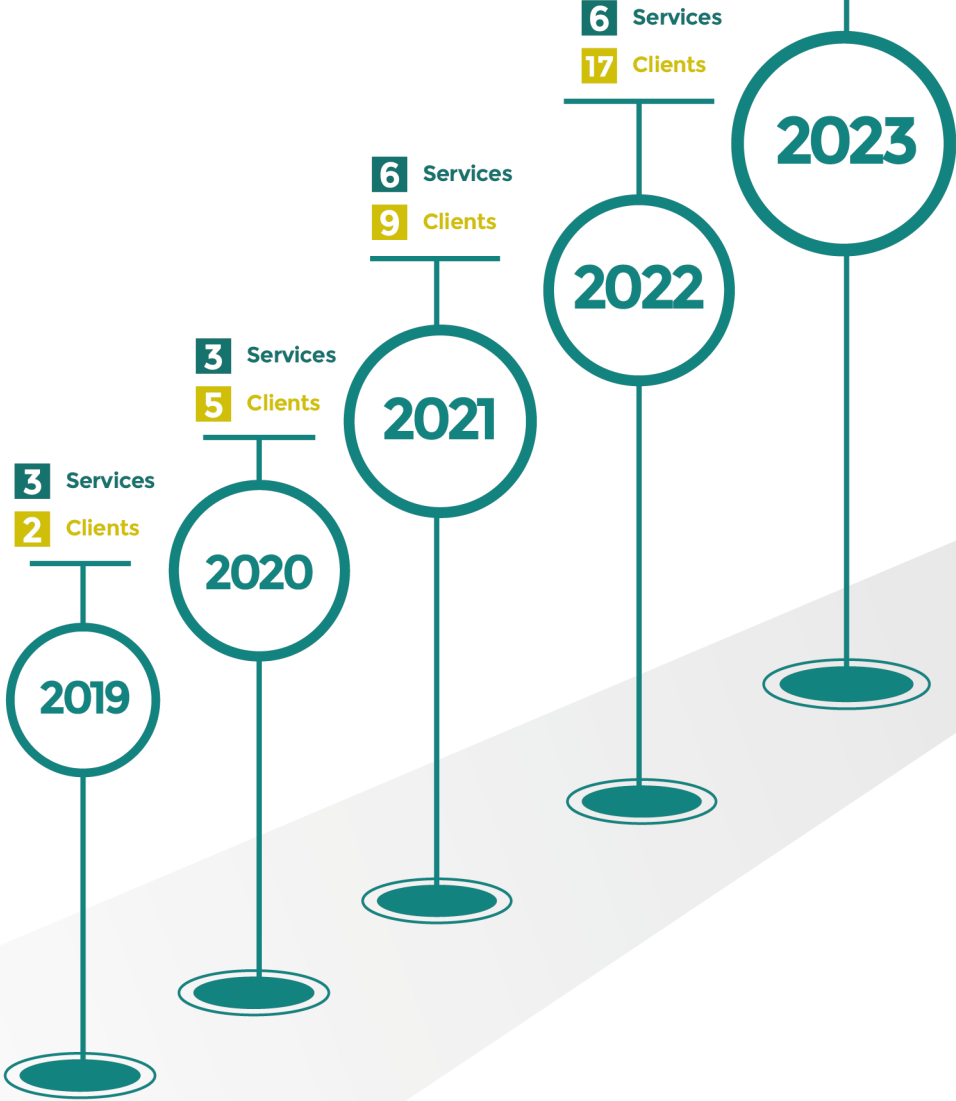 3 Services
2 Clients
2019
3 Services
5 Clients
2020
6 Services
9 Clients
2021
6 Services
17 Clients
2022
2023